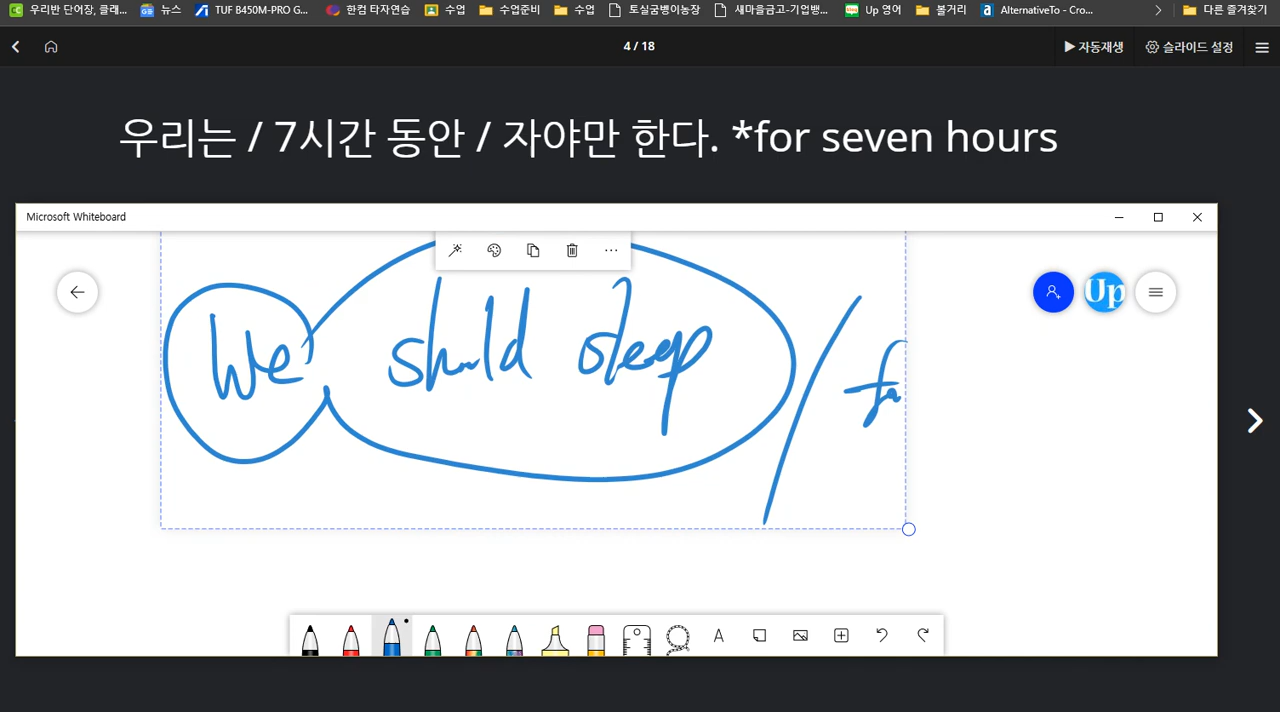 우리반 단어장, 클래... 뉴스 TUF B450M-PRO G... 한컴 타자연습 수업 수업준비 수업 토실굼벵이농장 새마을금고-기업뱅... Up 영어 볼거리 AlternativeTo - Cro... 다른 즐겨찾기
4 / 18 자동재생 슬라이드 설정
우리는 / 7시간 동안 / 자야만 한다. *for seven hours
Microsoft Whiteboard
Up
We should sleep / fo
A